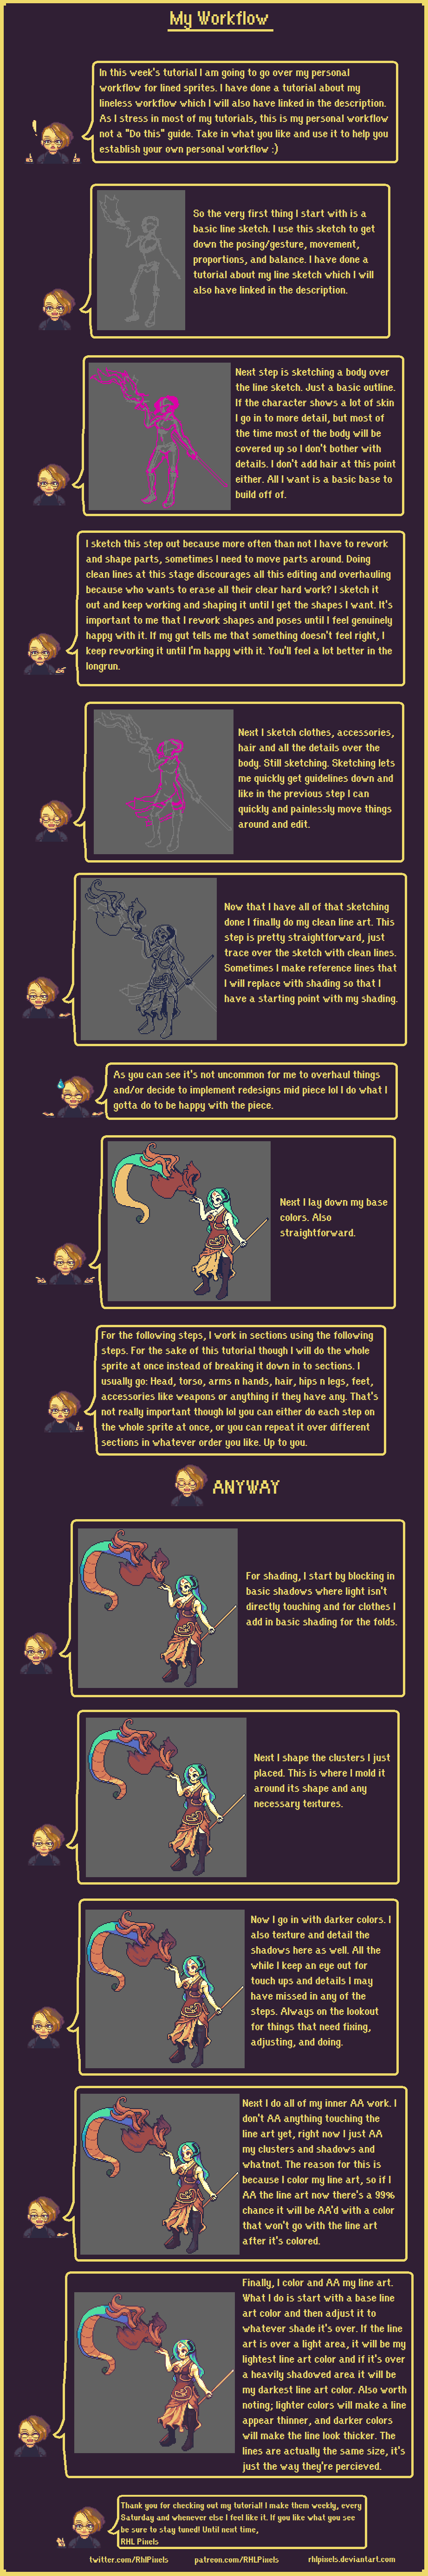 My Workflow
In this week's tutorial I am going to go over my personal
workflow for lined sprites. I have done a tutorial about my
lineless workflow which I will also have linked in the description.
As I stress in most of my tutorials, this is my personal workflow
not a "Do this" guide. Take in what you like and use it to help you
establish your own personal workflow :)
So the very first thing I start with is a
basic line sketch. I use this sketch to get
down the posing/gesture, movement,
proportions, and balance. I have done a
tutorial about my line sketch which I will
also have linked in the description.
Next step is sketching a body over
the line sketch. Just a basic outline.
If the character shows a lot of skin
I go in to more detail, but most of
the time most of the body will be
covered up so I don't bother with
details. I don't add hair at this point
either. All I want is a basic base to
build off of.
I sketch this step out because more often than not I have to rework
and shape parts, sometimes I need to move parts around. Doing
clean lines at this stage discourages all this editing and overhauling
because who wants to erase all their clear hard work? I sketch it
out and keep working and shaping it until I get the shapes I want. It's
important to me that I rework shapes and poses until I feel genuinely
happy with it. If my gut tells me that something doesn't feel right, I
keep reworking it until I'm happy with it. You'll feel a lot better in the
longrun.
Next I sketch clothes, accessories,
hair and all the details over the
body. Still sketching. Sketching lets
me quickly get guidelines down and
like in the previous step I can
quickly and painlessly move things
around and edit.
Now that I have all of that sketching
done I finally do my clean line art. This
step is pretty straightforward, just
trace over the sketch with clean lines.
Sometimes I make reference lines that
I will replace with shading so that I
have a starting point with my shading.
As you can see it's not uncommon for me to overhaul things
and/or decide to implement redesigns mid piece lol I do what I
gotta do to be happy with the piece.
Next I lay down my base
colors. Also
straightforward.
For the following steps, I work in sections using the following
steps. For the sake of this tutorial though I will do the whole
sprite at once instead of breaking it down in to sections. I
usually go: Head, torso, arms n hands, hair, hips n legs, feet,
accessories like weapons or anything if they have any. That's
not really important though lol you can either do each step on
the whole sprite at once, or you can repeat it over different
sections in whatever order you like. Up to you.
ANYWAY
For shading, I start by blocking in
basic shadows where light isn't
directly touching and for clothes I
add in basic shading for the folds.
Next I shape the clusters I just
placed. This is where I mold it
around its shape and any
necessary textures.
Now I go in with darker colors. I
also texture and detail the
shadows here as well. All the
while I keep an eye out for
touch ups and details I may
have missed in any of the
steps. Always on the lookout
for things that need fixing,
adjusting, and doing.
Next I do all of my inner AA work. I
don't AA anything touching the
line art yet, right now I just AA
my clusters and shadows and
whatnot. The reason for this is
because I color my line art, so if I
AA the line art now there's a 99%
chance it will be AA'd with a color
that won't go with the line art
after it's colored.
Finally, I color and AA my line art.
What I do is start with a base line
art color and then adjust it to
whatever shade it's over. If the line
art is over a light area, it will be my
lightest line art color and if it's over
a heavily shadowed area it will be
my darkest line art color. Also worth
noting; lighter colors will make a line
appear thinner, and darker colors
will make the line look thicker. The
lines are actually the same size, it's
just the way they're percieved.
Thank you for checking out my tutorial! I make them weekly, every
Saturday and whenever else I feel like it. If you like what you see
be sure to stay tuned! Until next time,
RHL Pixels
twitter.com/RhlPixels patreon.com/RHLPixels rhlpixels.deviantart.com